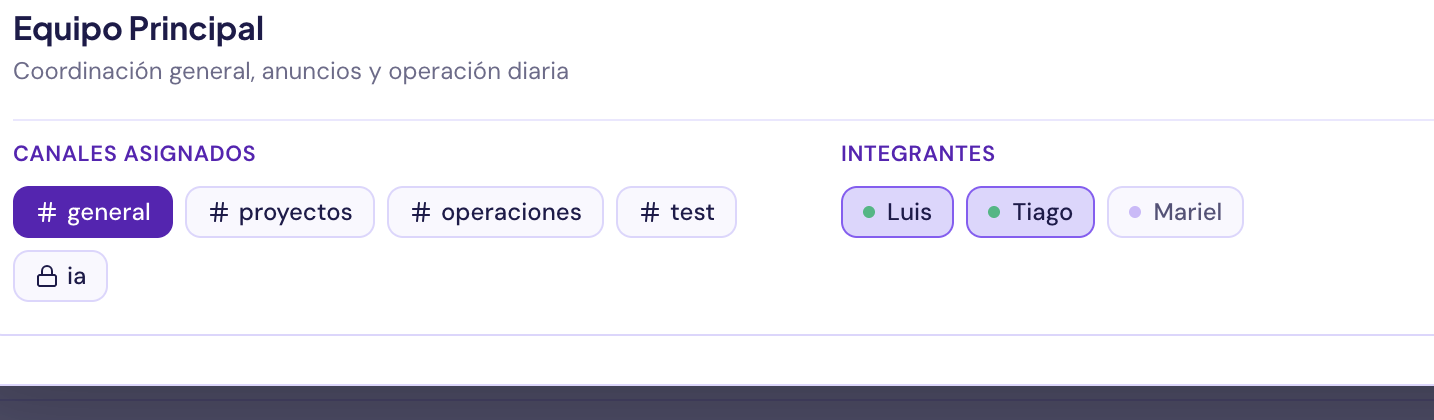 Equipo Principal
Coordinación general, anuncios y operación diaria
CANALES ASIGNADOS
# general # proyectos # operaciones # test
ia
INTEGRANTES
Luis Tiago Mariel